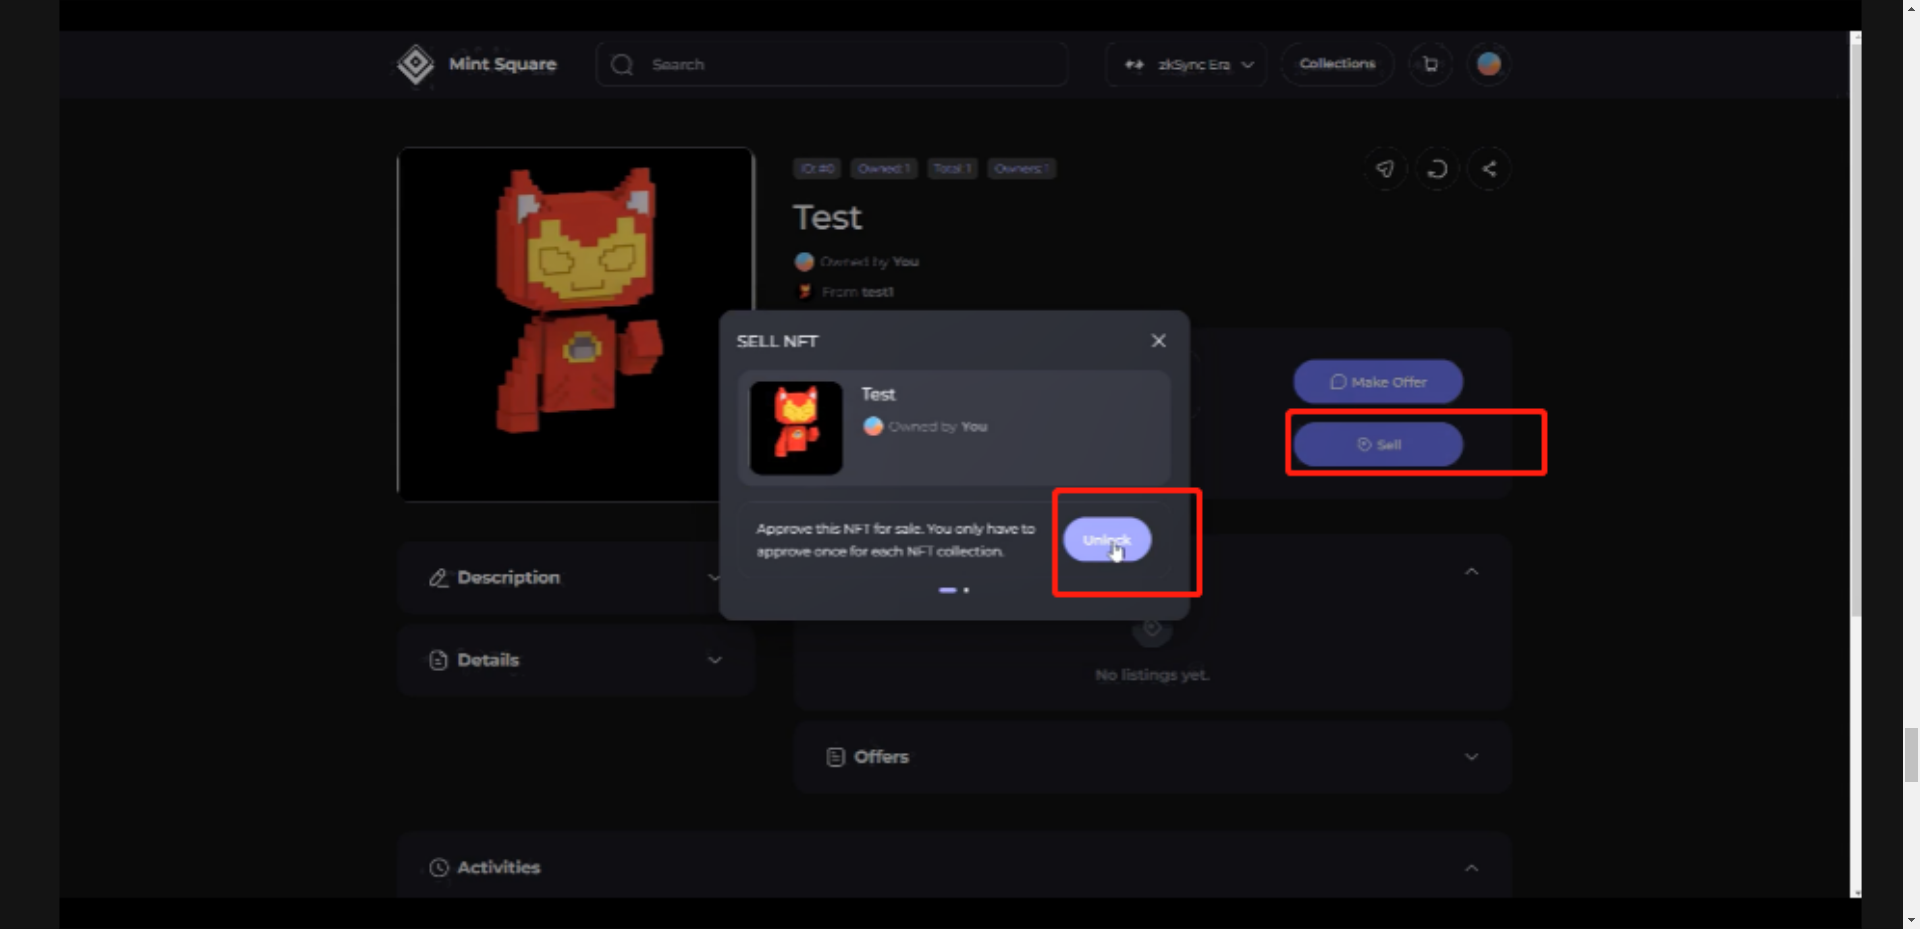 Mint Square
Search
zkSync Era
Collections
ID: #0
Owned: 1
Total: 1
Owners: 1
Test
Owned by You
From test1
SELL NFT
Test
Owned by You
Make Offer
Sell
Approve this NFT for sale. You only have to
approve once for each NFT collection.
Unlock
Description
Details
No listings yet.
Offers
Activities